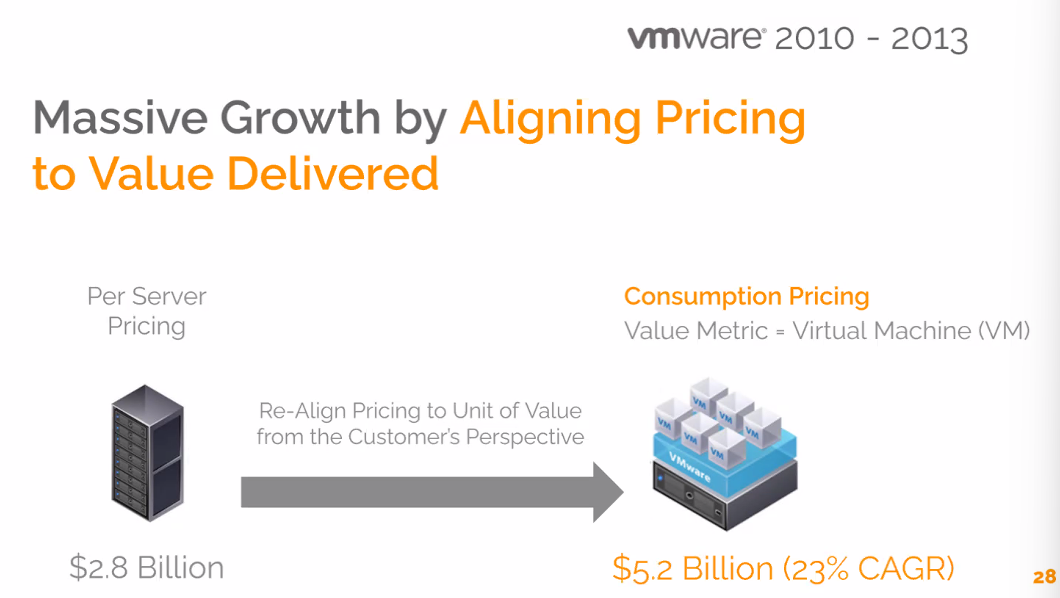 vmware® 2010 - 2013
Massive Growth by Aligning Pricing
to Value Delivered
Per Server
Pricing
Consumption Pricing
Value Metric = Virtual Machine (VM)
Re-Align Pricing to Unit of Value
from the Customer's Perspective
VM
VM
VM
VM
VM
VM
VMware
$2.8 Billion
$5.2 Billion (23% CAGR)
28